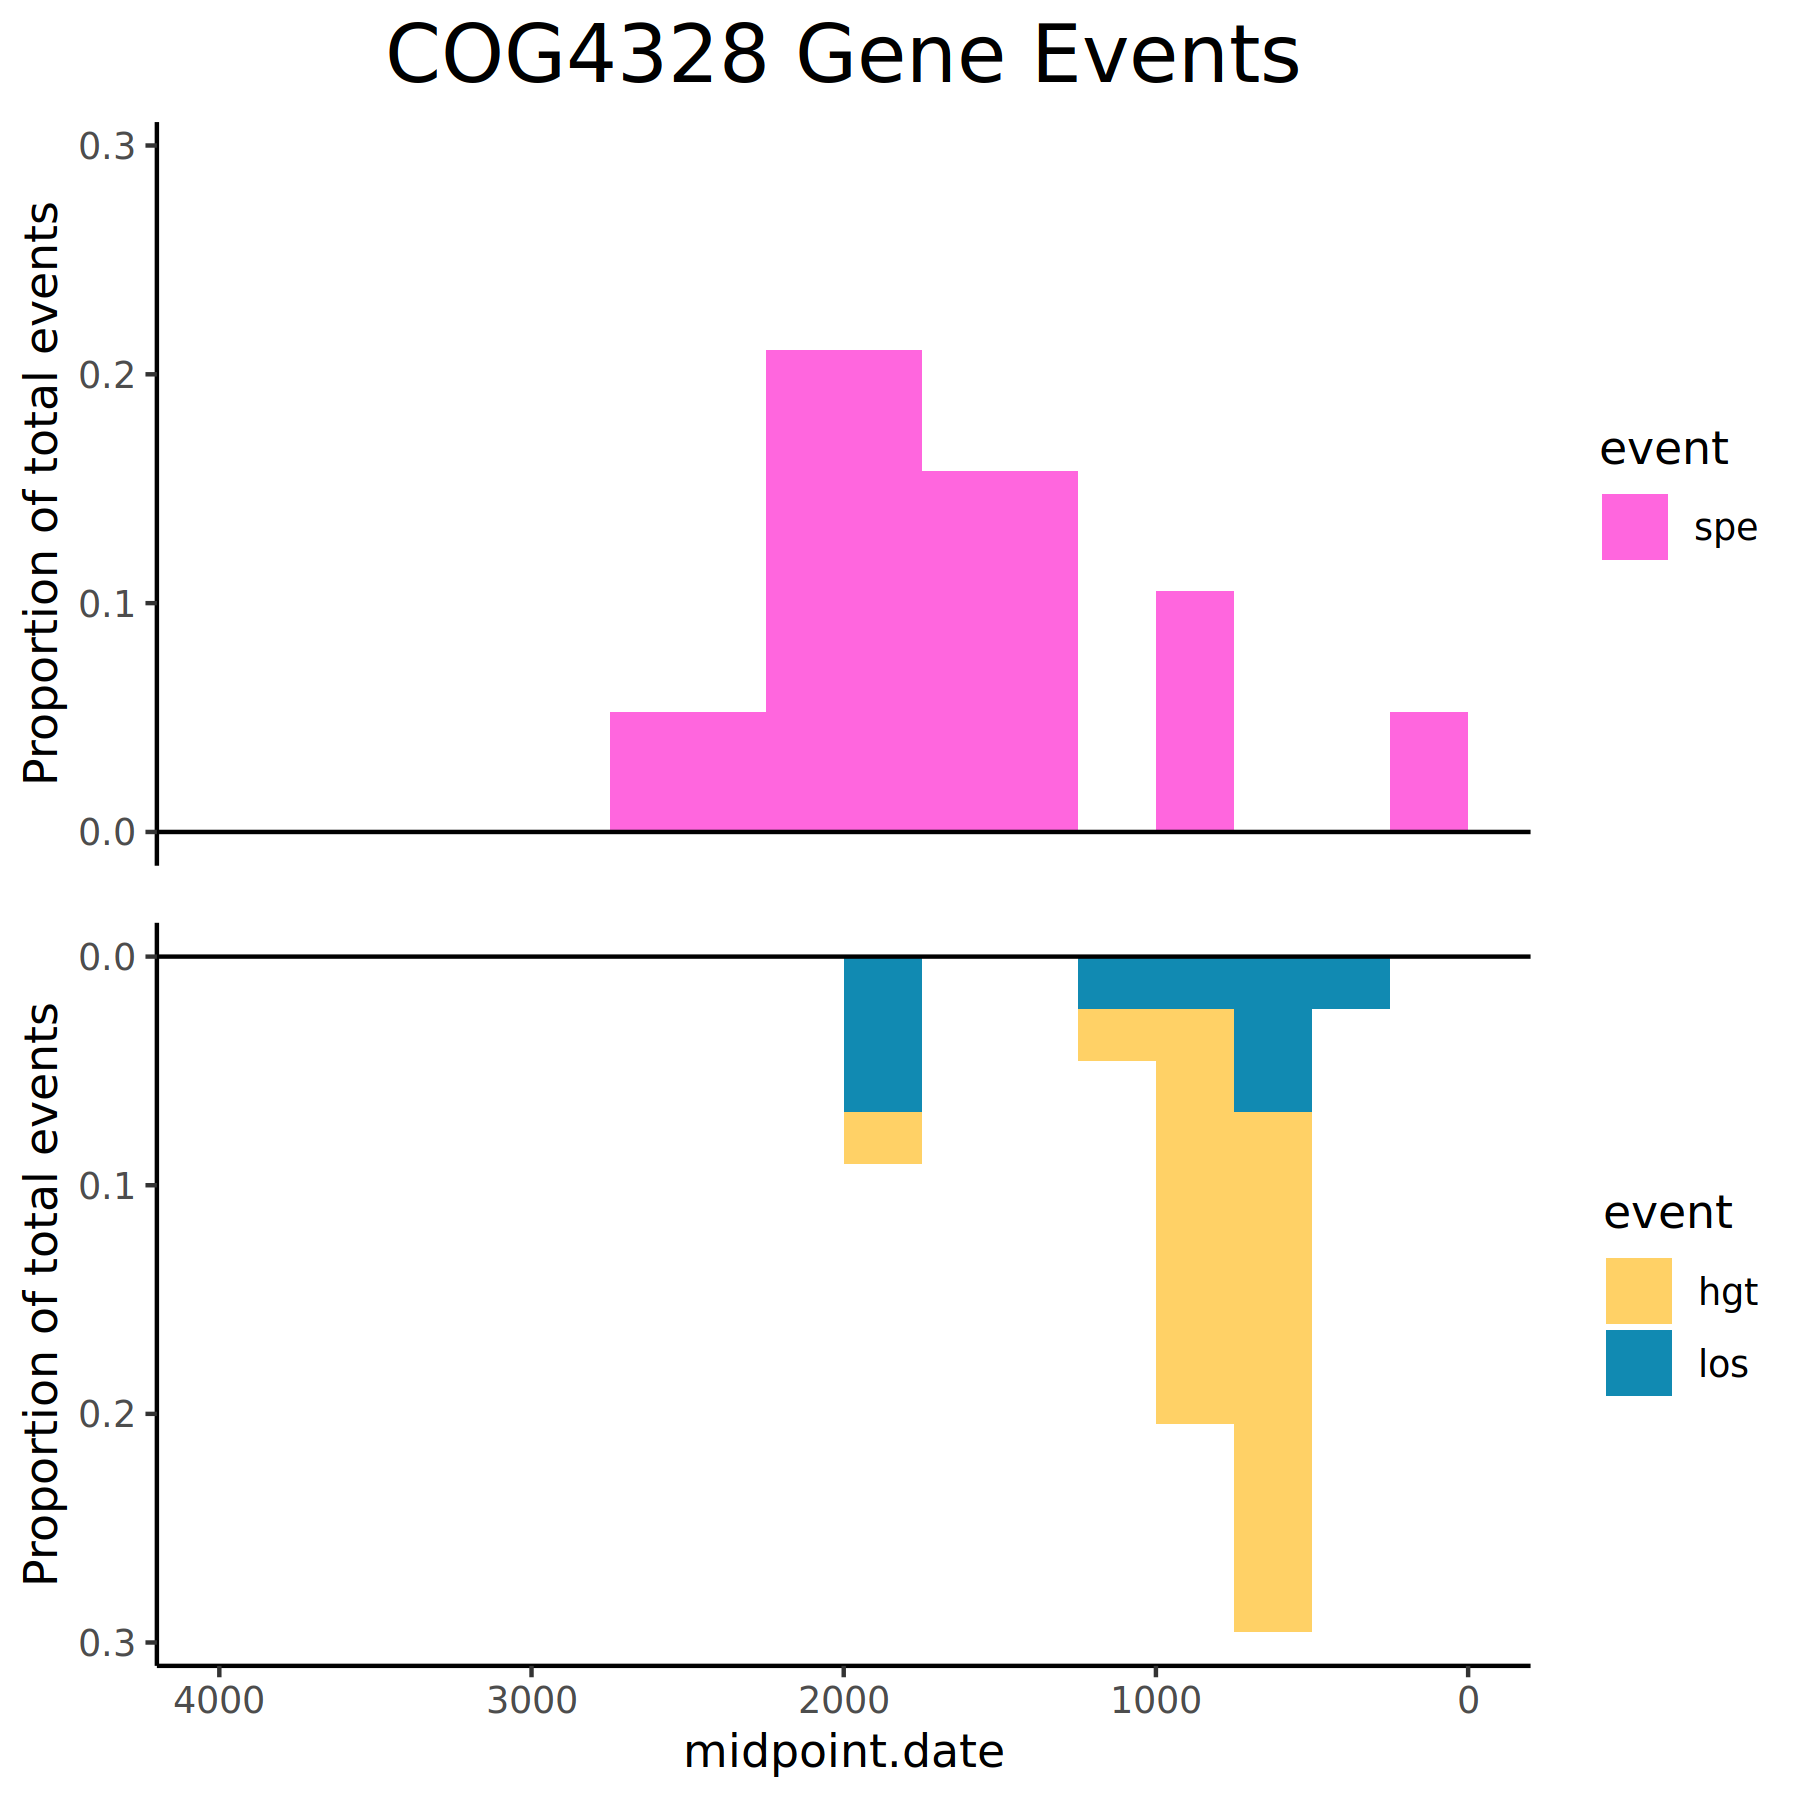 COG4328 Gene Events
Proportion of total events
0.3
0.2
0.1
0.0
event
spe
Proportion of total events
0.0
0.1
0.2
0.3
event
hgt
los
4000 3000 2000 1000 0
midpoint.date